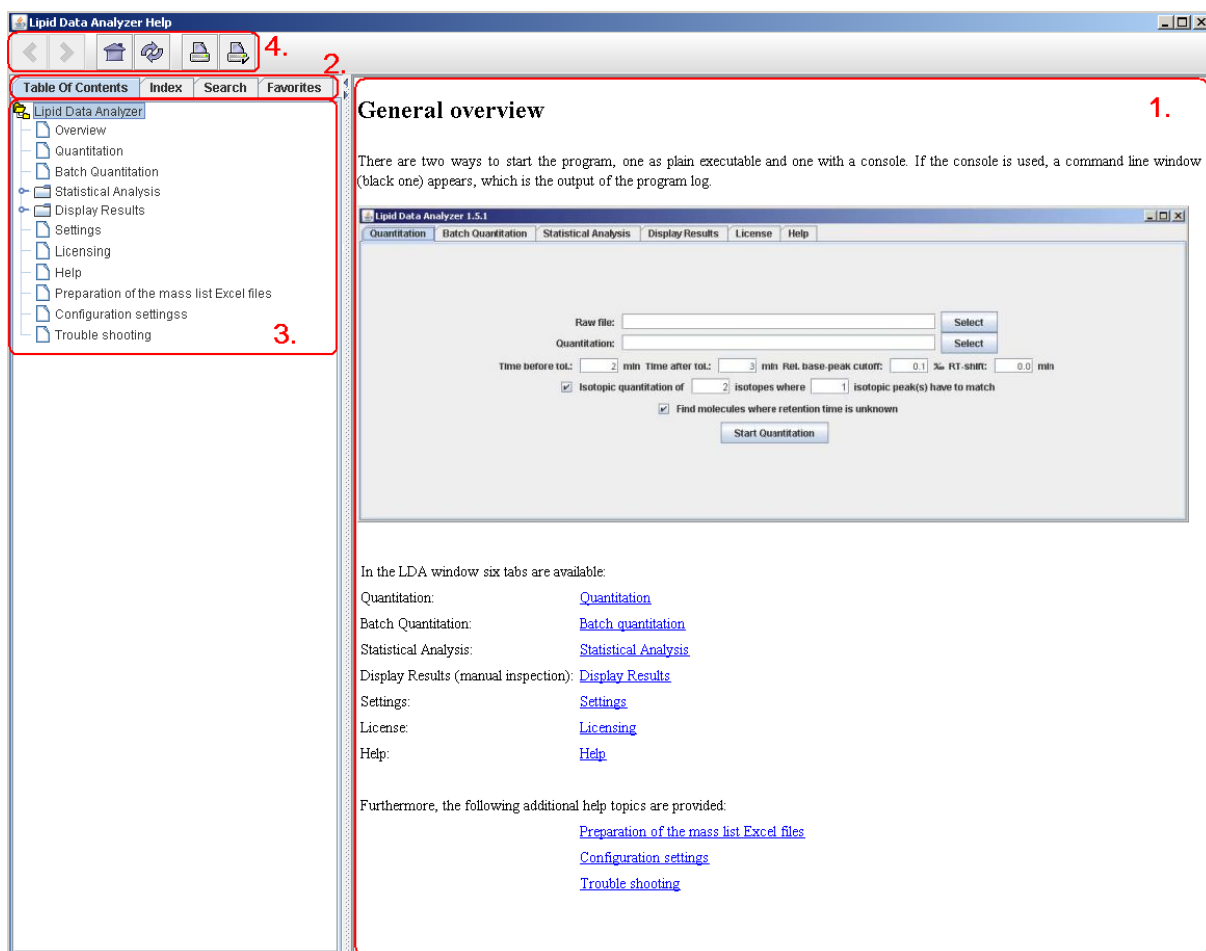 Lipid Data Analyzer Help
4.
2.
Table Of Contents Index Search Favorites
Lipid Data Analyzer
Overview
Quantitation
Batch Quantitation
Statistical Analysis
Display Results
Settings
Licensing
Help
Preparation of the mass list Excel files
Configuration settingss
Trouble shooting
3.
1.
General overview
There are two ways to start the program, one as plain executable and one with a console. If the console is used, a command line window
(black one) appears, which is the output of the program log.
Lipid Data Analyzer 1.5.1
Quantitation Batch Quantitation Statistical Analysis Display Results License Help
Raw file: Select
Quantitation: Select
Time before tol.: 2 min Time after tol.: 3 min Rel. base-peak cutoff: 0.1 ‰ RT-shift: 0.0 min
Isotopic quantitation of 2 isotopes where 1 isotopic peak(s) have to match
Find molecules where retention time is unknown
Start Quantitation
In the LDA window six tabs are available:
Quantitation: Quantitation
Batch Quantitation: Batch quantitation
Statistical Analysis: Statistical Analysis
Display Results (manual inspection): Display Results
Settings: Settings
License: Licensing
Help: Help
Furthermore, the following additional help topics are provided:
Preparation of the mass list Excel files
Configuration settings
Trouble shooting